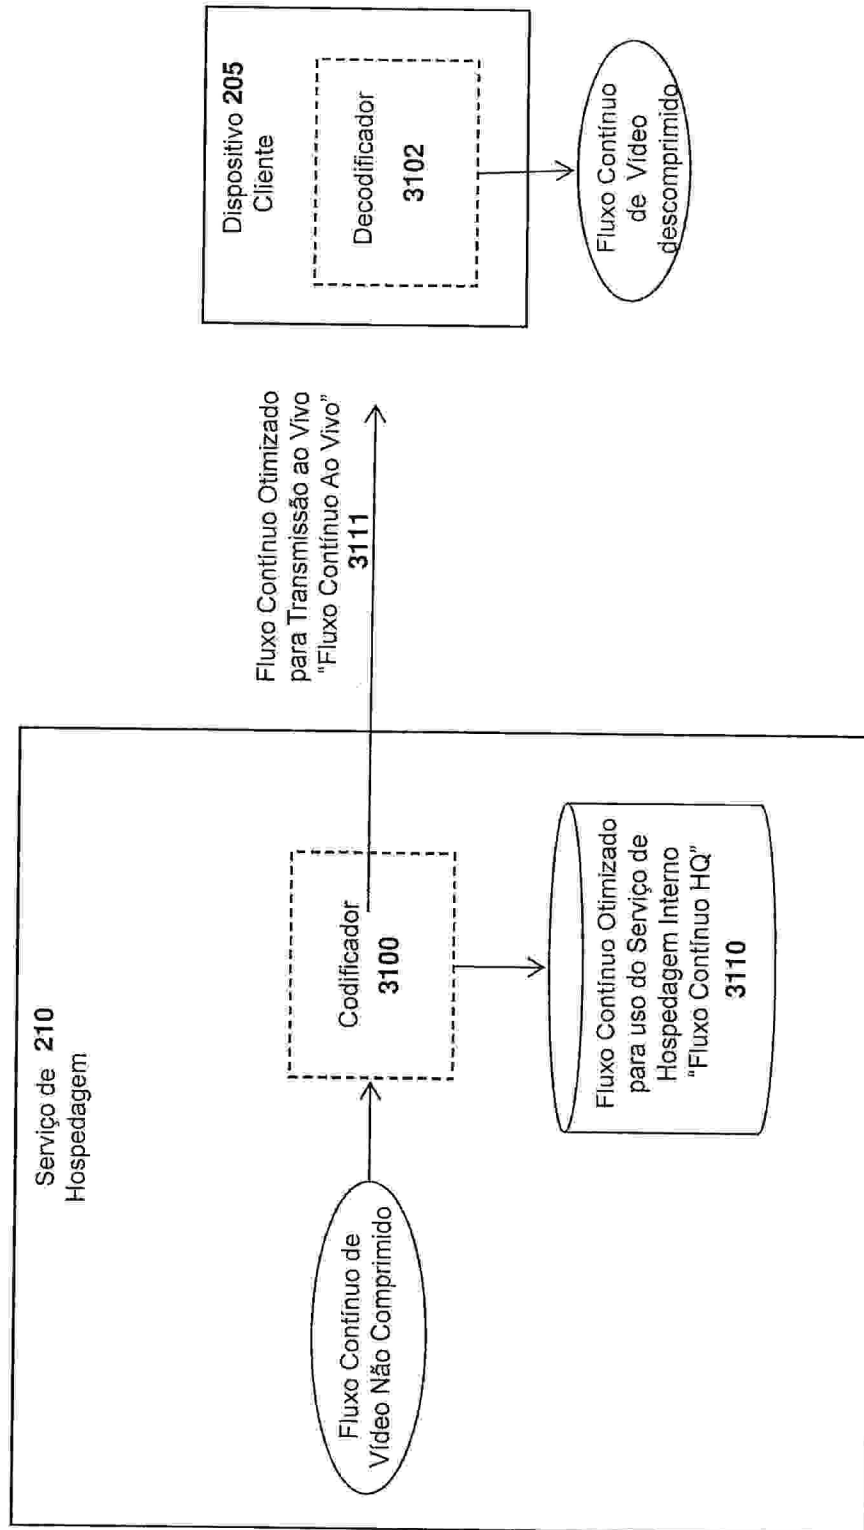 Serviço de 210
Hospedagem
Fluxo Contínuo de
Vídeo Não Comprimido
Codificador
3100
Fluxo Contínuo Otimizado
para uso do Serviço de
Hospedagem Interno
“Fluxo Contínuo HQ”
3110
Fluxo Contínuo Otimizado
para Transmissão ao Vivo
“Fluxo Contínuo Ao Vivo”
3111
Dispositivo 205
Cliente
Decodificador
3102
Fluxo Contínuo
de Vídeo
descomprimido